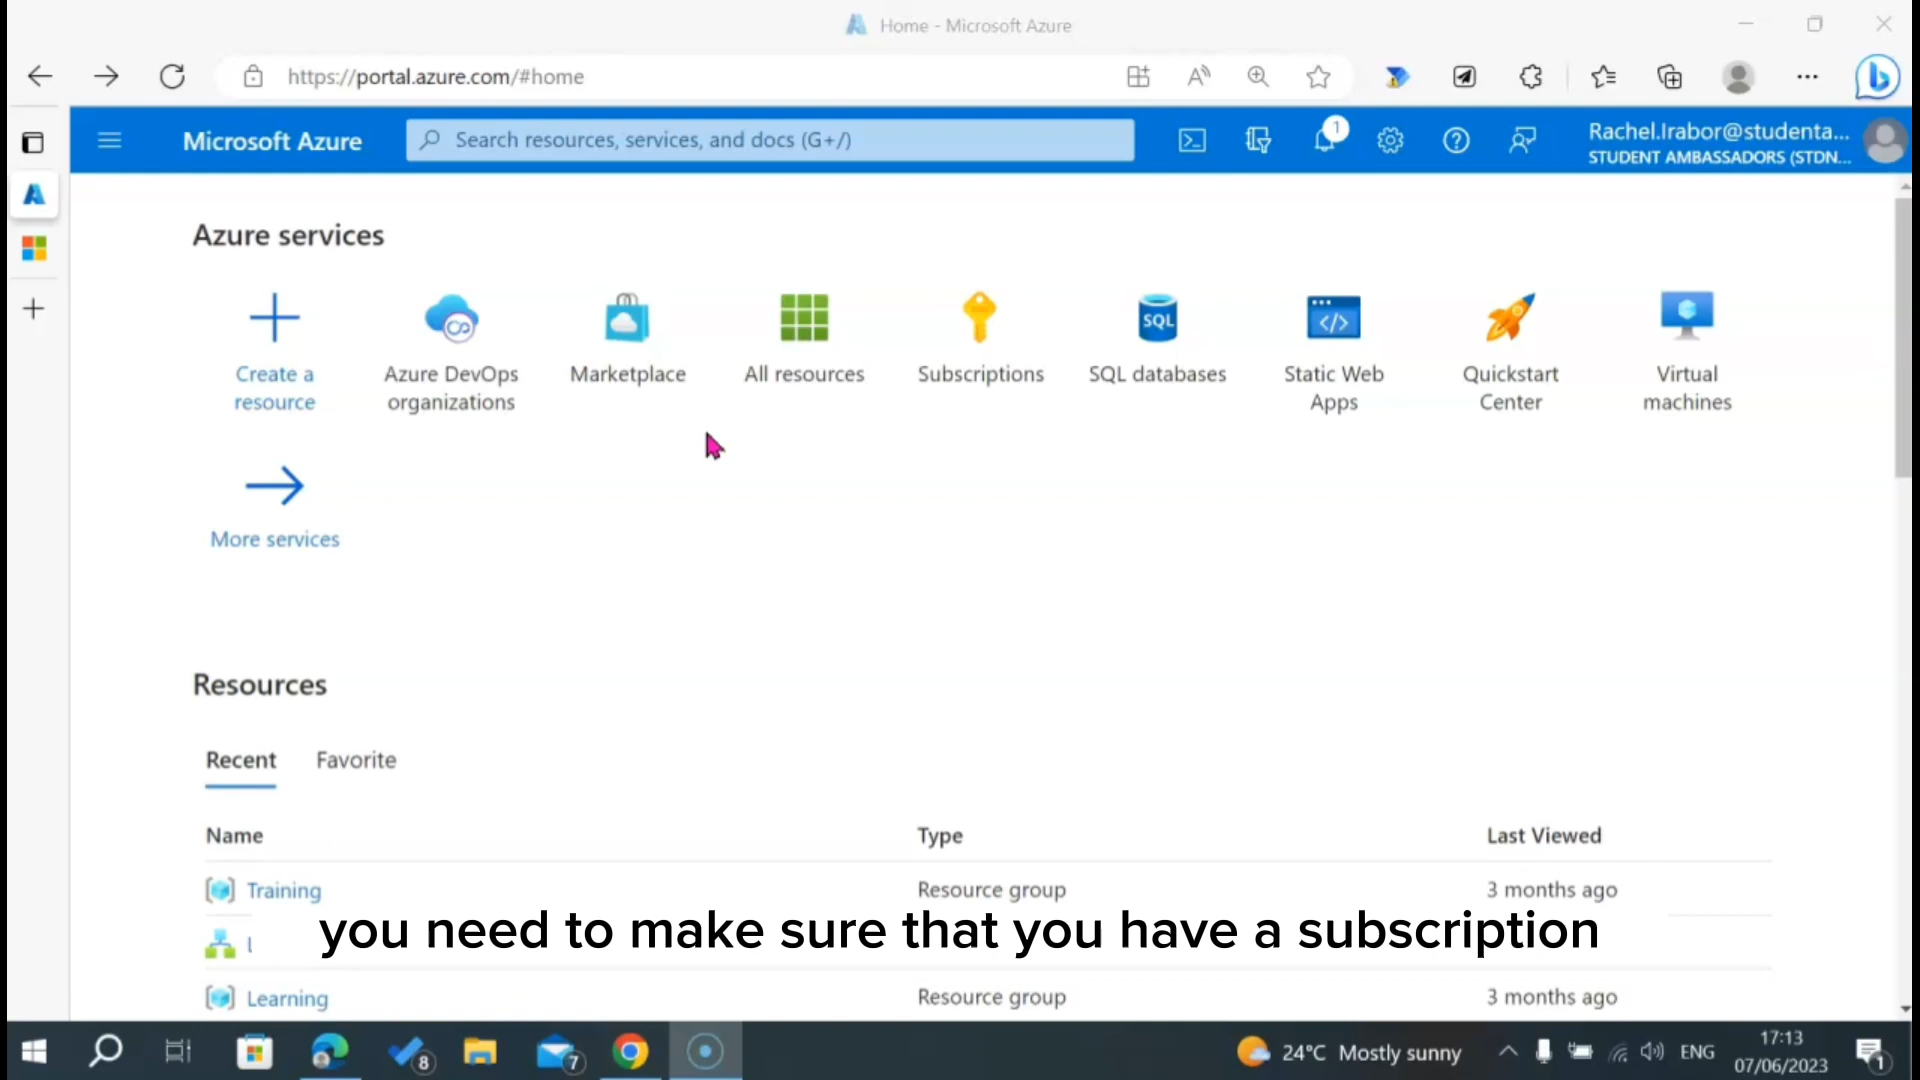 Home - Microsoft Azure
https://portal.azure.com/#home
Microsoft Azure
Search resources, services, and docs (G+/)
1
Rachel.Irabor@studenta...
STUDENT AMBASSADORS (STDN...
Azure services
Create a resource
Azure DevOps organizations
Marketplace
All resources
Subscriptions
SQL
SQL databases
Static Web Apps
Quickstart Center
Virtual machines
More services
Resources
Recent
Favorite
Name
Type
Last Viewed
Training
Resource group
3 months ago
you need to make sure that you have a subscription
Learning
Resource group
3 months ago
8
7
24°C Mostly sunny
ENG
17:13
07/06/2023
1